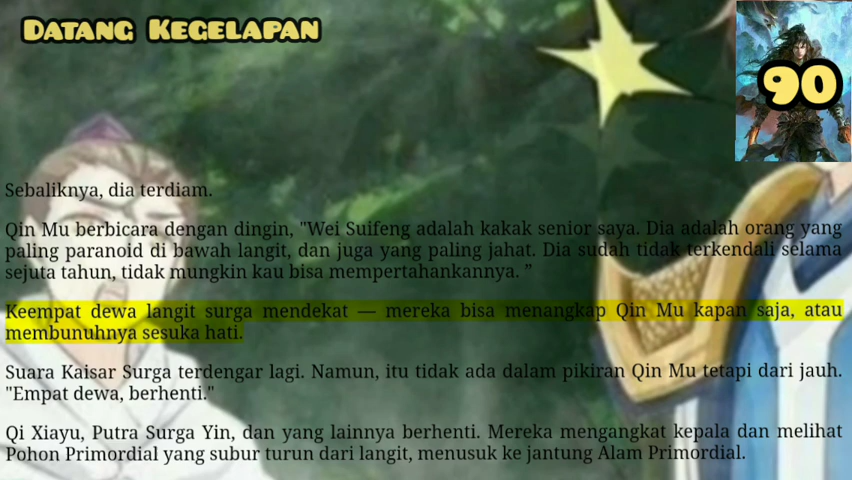 DATANG KEGELAPAN
90
Sebaliknya, dia terdiam.
Qin Mu berbicara dengan dingin, "Wei Suifeng adalah kakak senior saya. Dia adalah orang yang
paling paranoid di bawah langit, dan juga yang paling jahat. Dia sudah tidak terkendali selama
sejuta tahun, tidak mungkin kau bisa mempertahankannya. ”
Keempat dewa langit surga mendekat — mereka bisa menangkap Qin Mu kapan saja, atau
membunuhnya sesuka hati.
Suara Kaisar Surga terdengar lagi. Namun, itu tidak ada dalam pikiran Qin Mu tetapi dari jauh.
"Empat dewa, berhenti."
Qi Xiayu, Putra Surga Yin, dan yang lainnya berhenti. Mereka mengangkat kepala dan melihat
Pohon Primordial yang subur turun dari langit, menusuk ke jantung Alam Primordial.